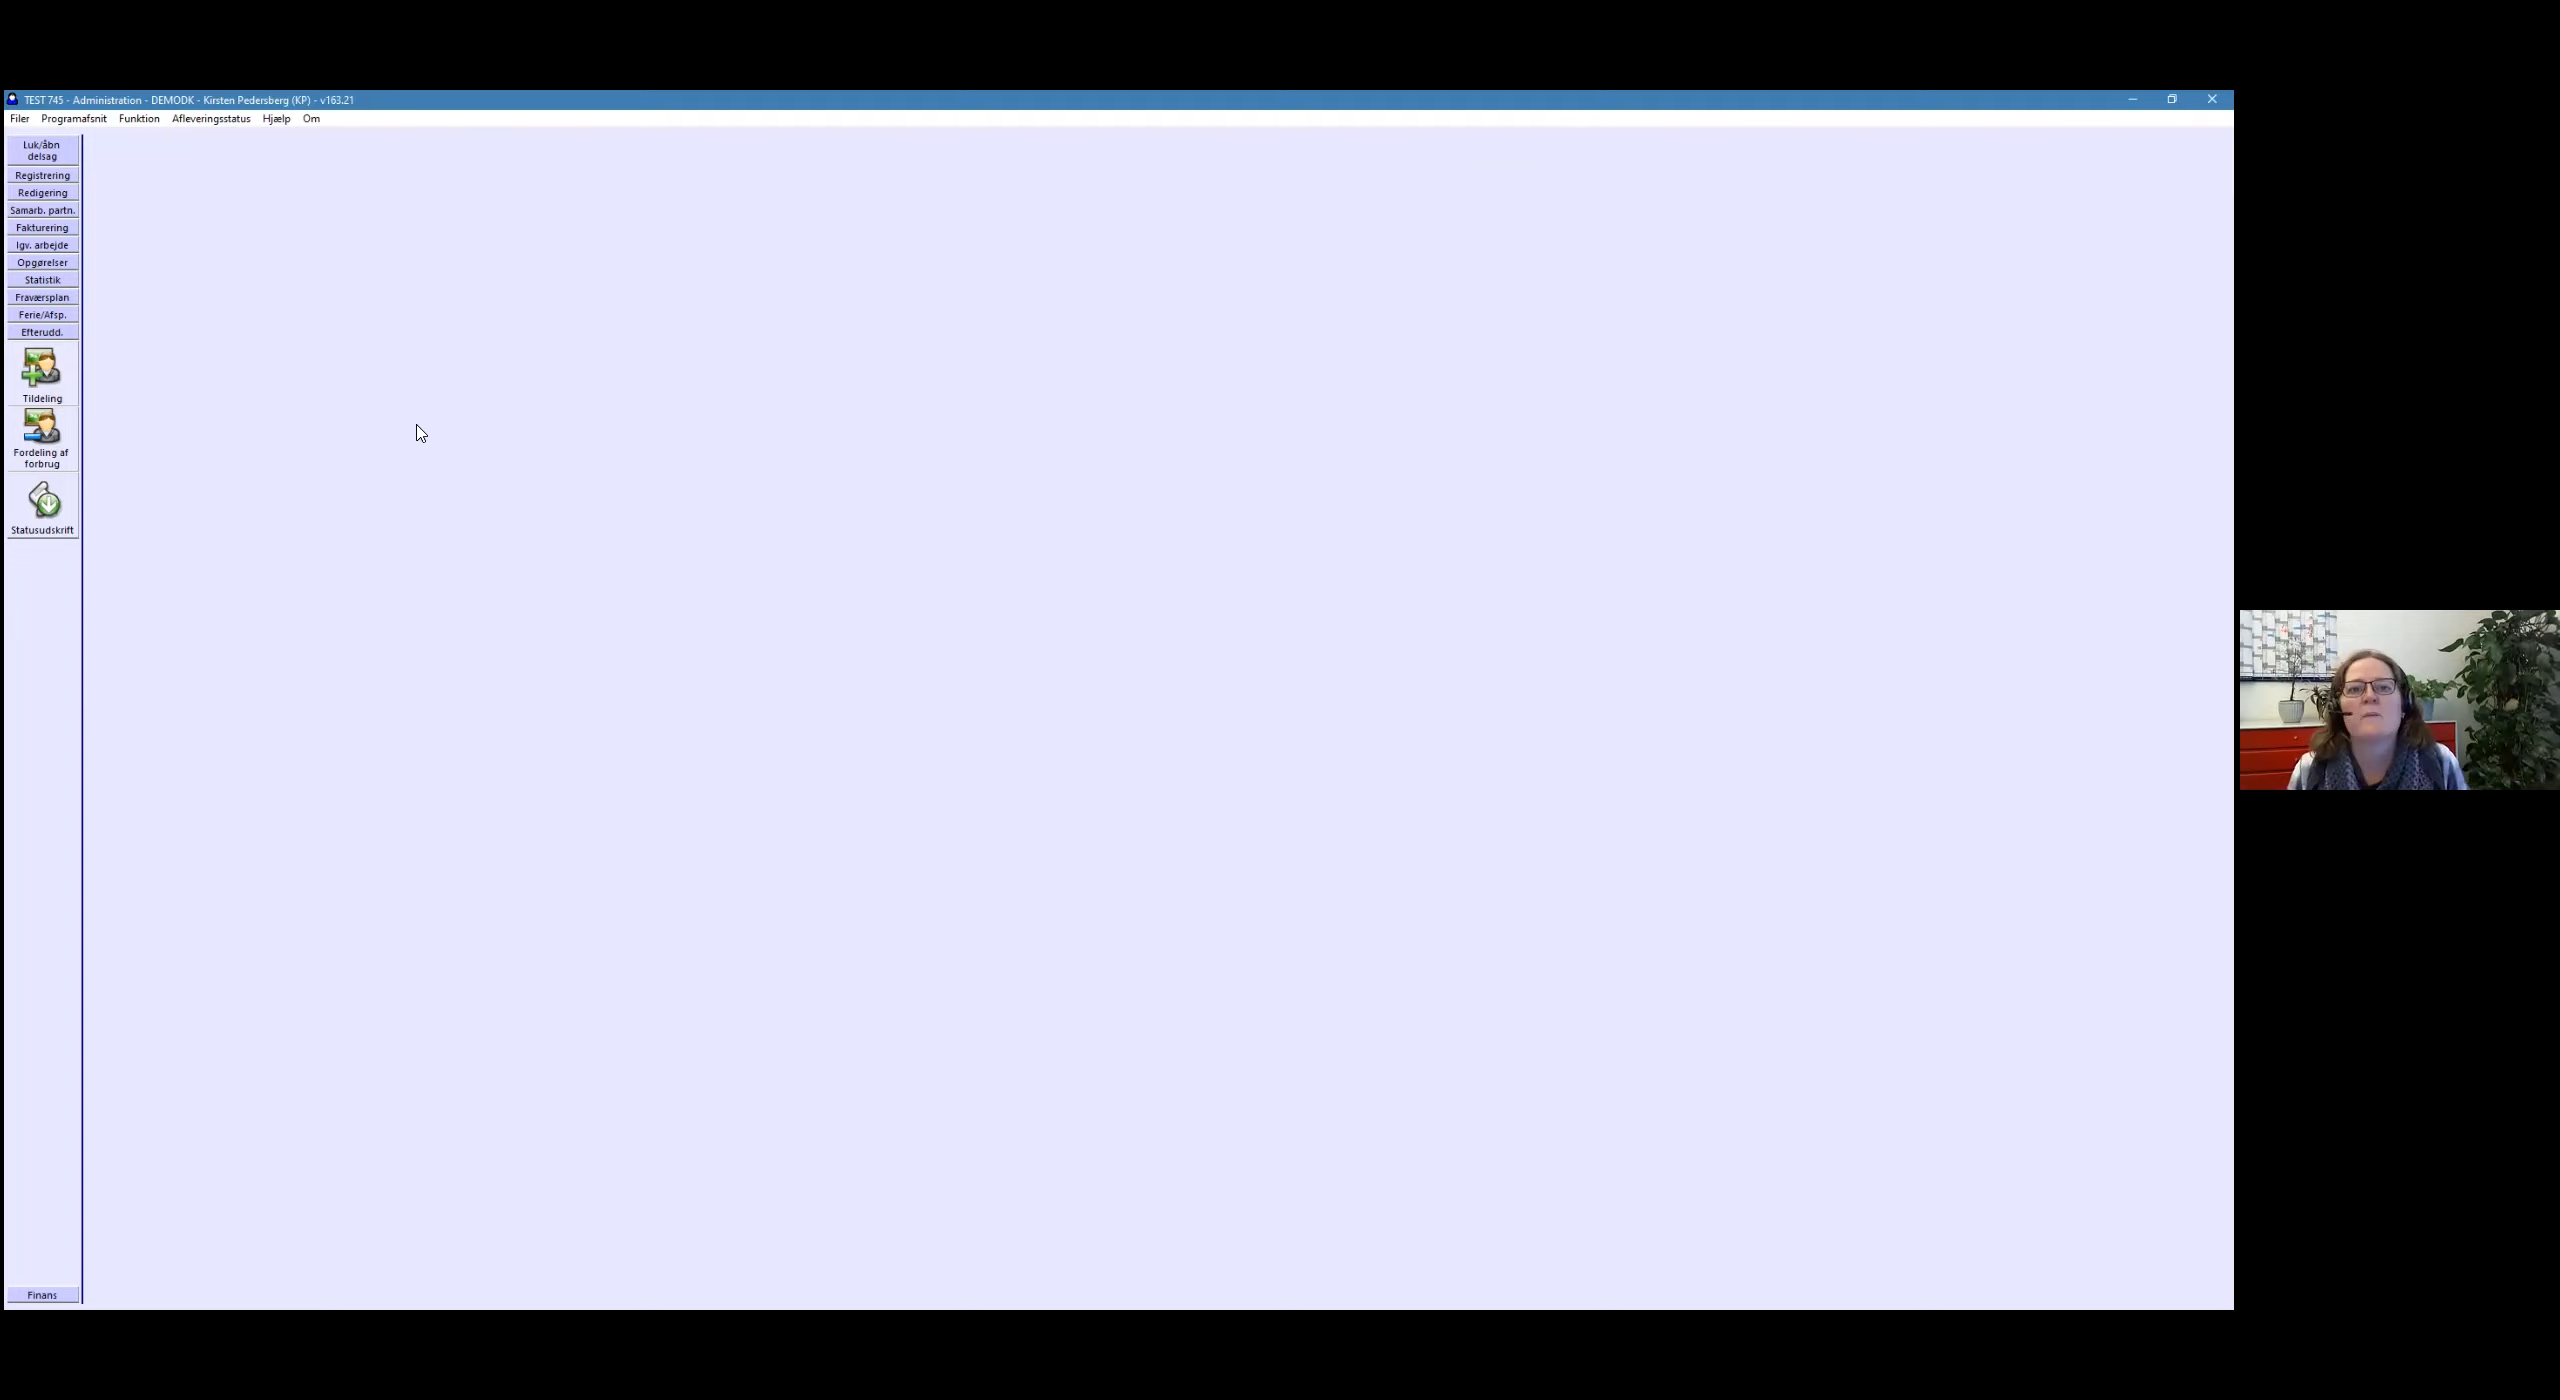 TEST 745 - Administration - DEMODK - Kirsten Pedersberg (KP) - v163.21
Filer Programafsnit Funktion Afleveringsstatus Hjælp Om
Luk/åbn
delsag
Registrering
Redigering
Samarb. partn.
Fakturering
Igv. arbejde
Opgørelser
Statistik
Fraværsplan
Ferie/Afsp.
Efterudd.
Tildeling
Fordeling af
forbrug
Statusudskrift
Finans